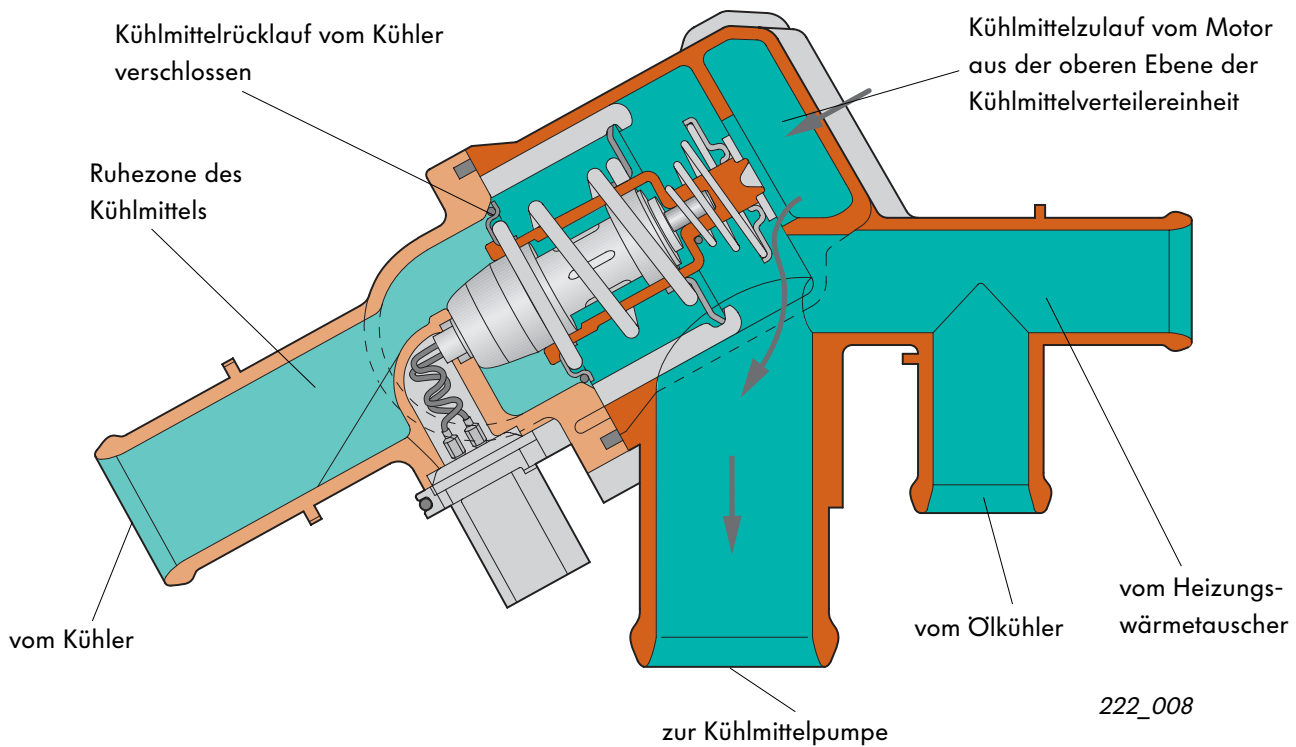 Kühlmittelrücklauf vom Kühler
verschlossen
Kühlmittelzulauf vom Motor
aus der oberen Ebene der
Kühlmittelverteilereinheit
Ruhezone des
Kühlmittels
vom Kühler
vom Heizungs-
wärmetauscher
vom Ölkühler
zur Kühlmittelpumpe
222_008